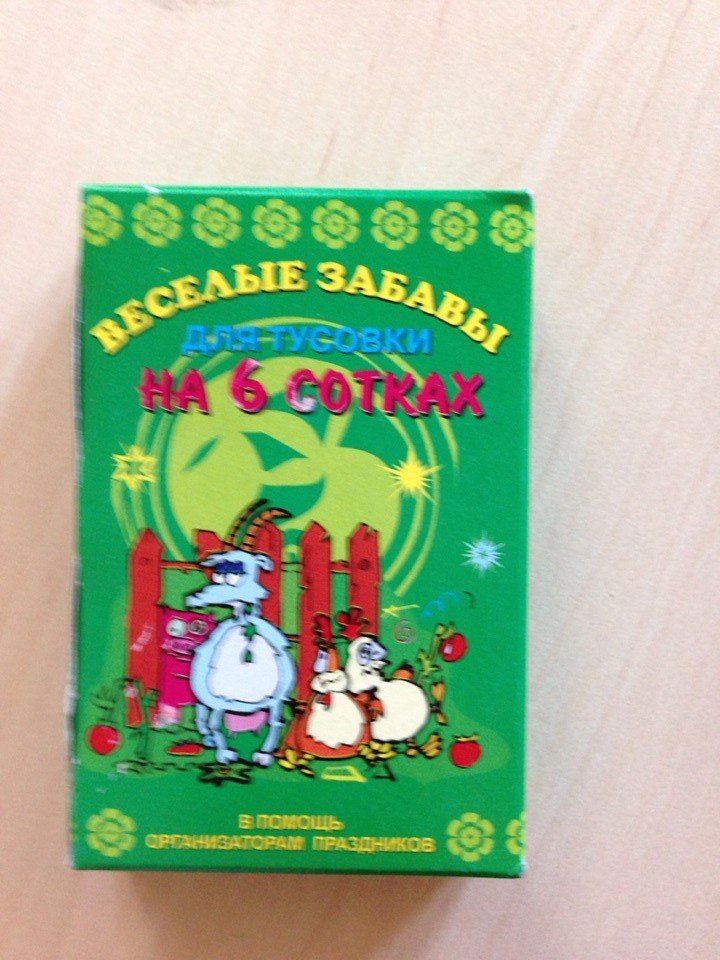 ВЕСЕЛЫЕ ЗАБАВЫ
ДЛЯ ТУСОВКИ
НА 6 СОТКАХ
В ПОМОЩЬ
ОРГАНИЗАТОРАМ ПРАЗДНИКОВ